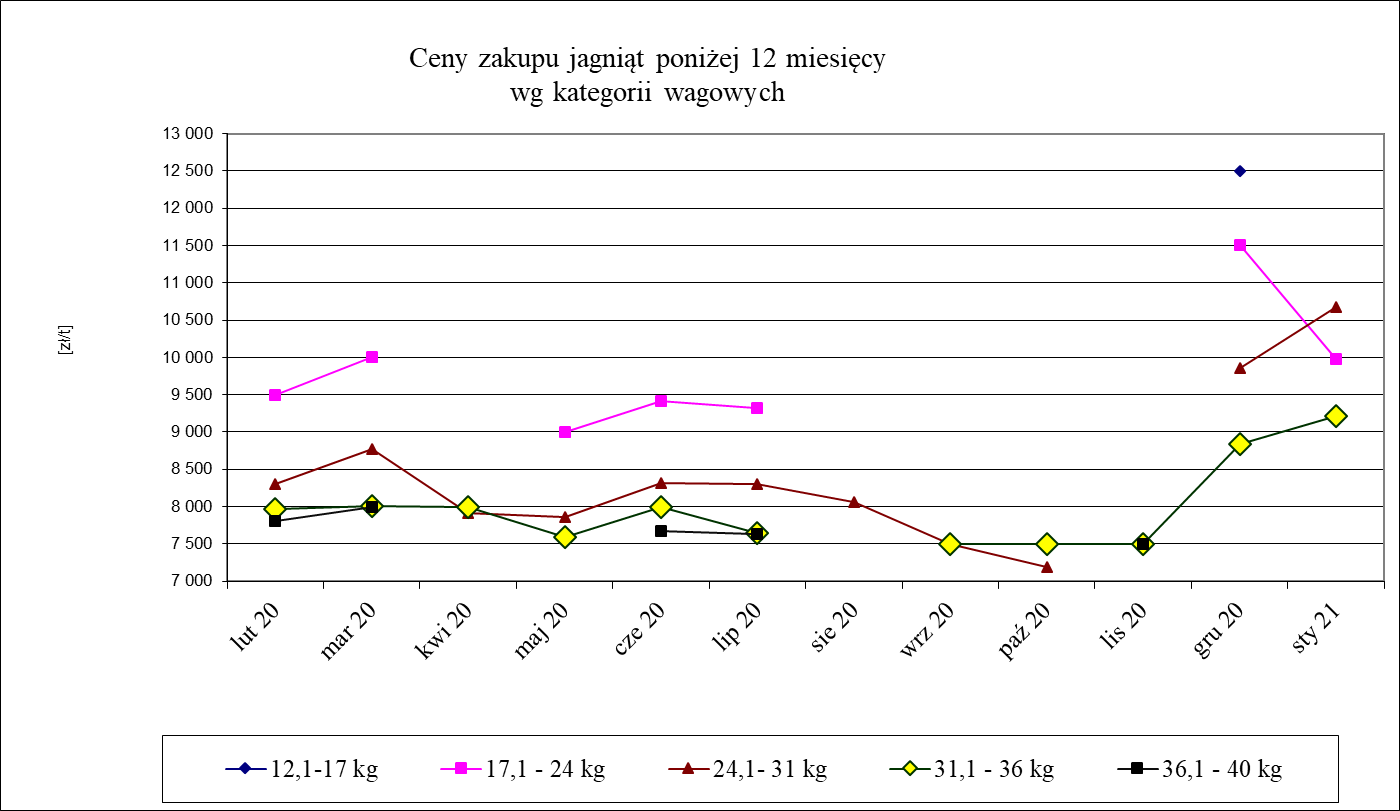 Ceny zakupu jagniąt poniżej 12 miesięcy
wg kategorii wagowych
[zł/t]
13 000
12 500
12 000
11 500
11 000
10 500
10 000
9 500
9 000
8 500
8 000
7 500
7 000
lut 20
mar 20
kwi 20
maj 20
cze 20
lip 20
sie 20
wrz 20
paź 20
lis 20
gru 20
sty 21
12,1-17 kg
17,1 - 24 kg
24,1- 31 kg
31,1 - 36 kg
36,1 - 40 kg